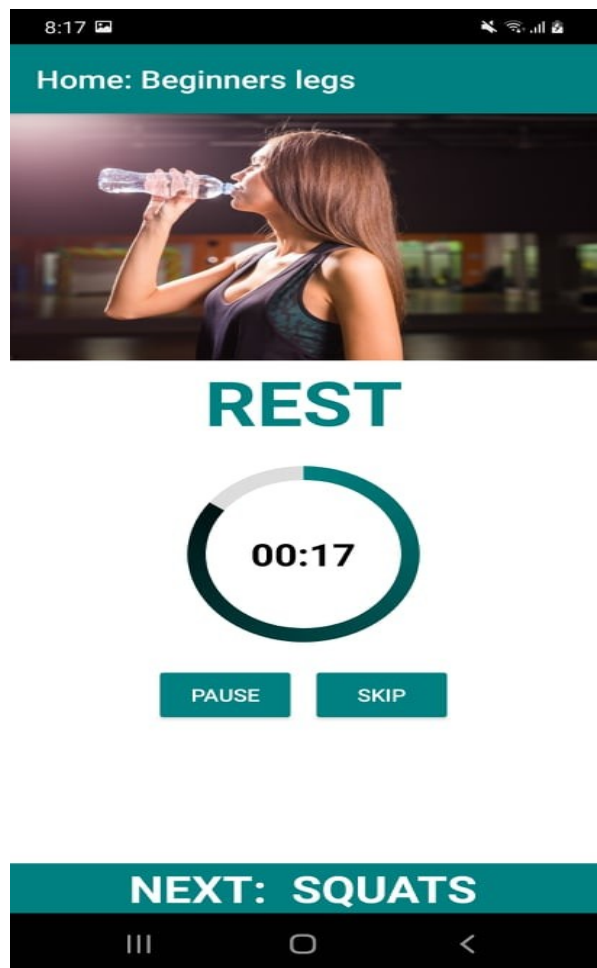 8:17
Home: Beginners legs
REST
00:17
PAUSE SKIP
NEXT: SQUATS